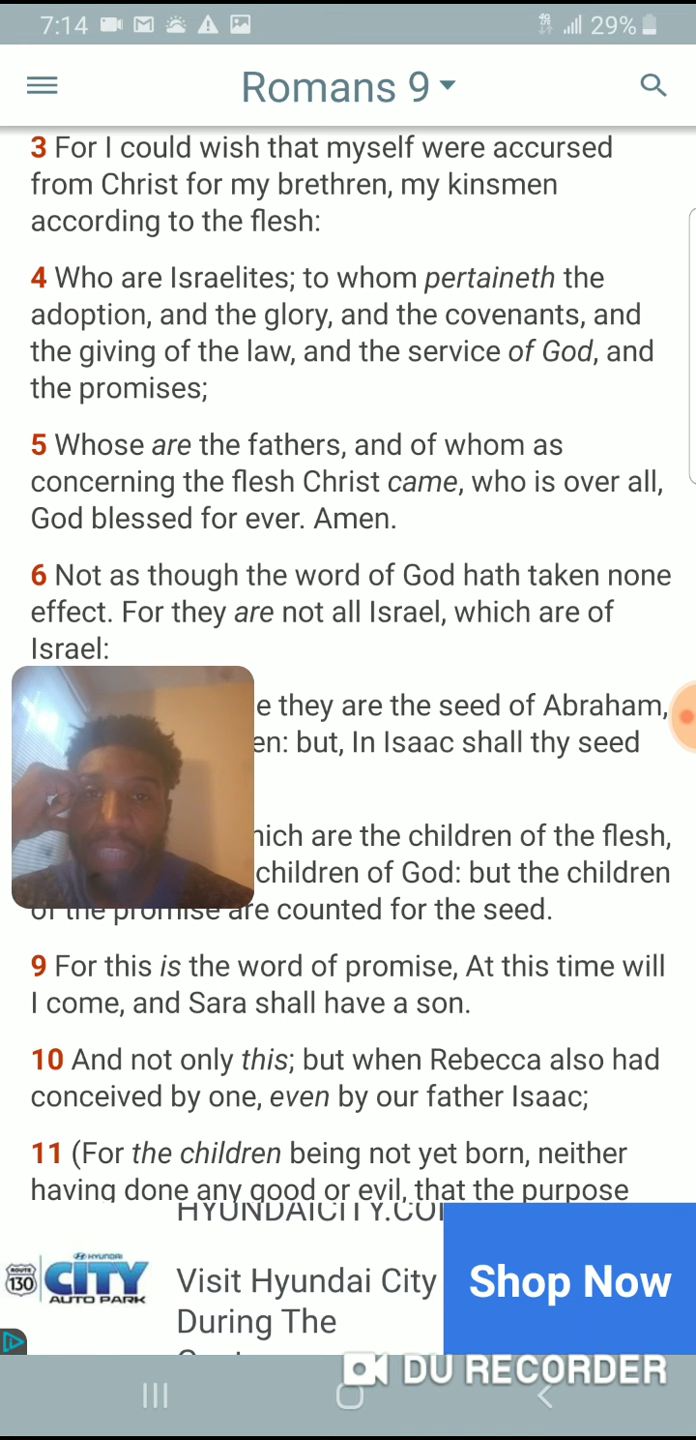 7:14
29%
Romans 9
3 For I could wish that myself were accursed
from Christ for my brethren, my kinsmen
according to the flesh:
4 Who are Israelites; to whom pertaineth the
adoption, and the glory, and the covenants, and
the giving of the law, and the service of God, and
the promises;
5 Whose are the fathers, and of whom as
concerning the flesh Christ came, who is over all,
God blessed for ever. Amen.
6 Not as though the word of God hath taken none
effect. For they are not all Israel, which are of
Israel:
they are the seed of Abraham,
but, In Isaac shall thy seed
are the children of the flesh,
children of God: but the children
of the promise are counted for the seed.
9 For this is the word of promise, At this time will
I come, and Sara shall have a son.
10 And not only this; but when Rebecca also had
conceived by one, even by our father Isaac;
11 (For the children being not yet born, neither
having done any good or evil, that the purpose
ROUTE
130
HYUNDAI
CITY
AUTO PARK
Visit Hyundai City
During The
Shop Now
DU RECORDER